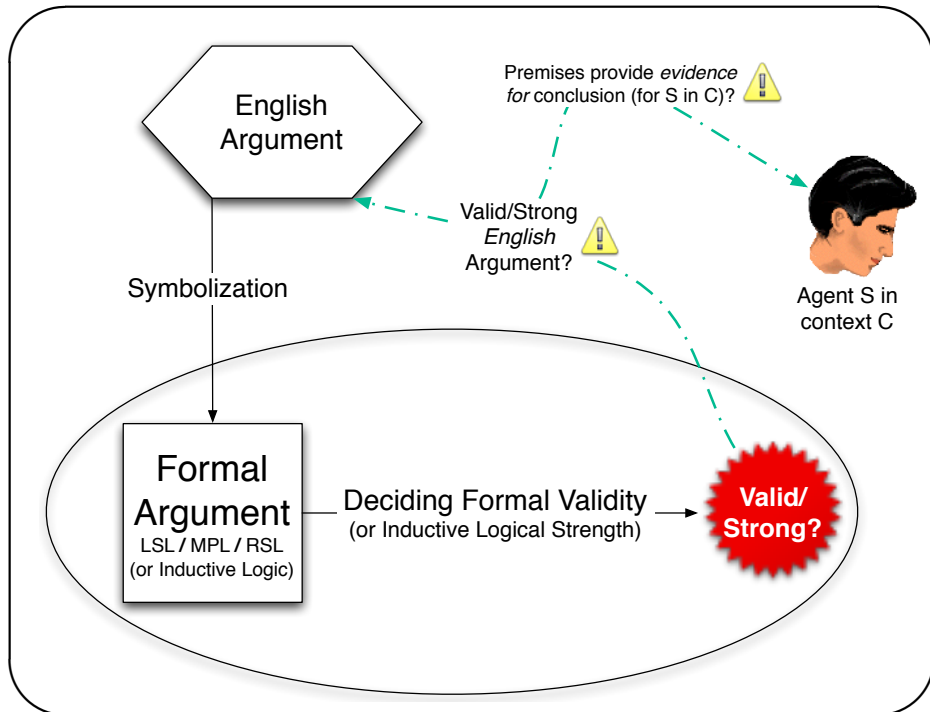 English
Argument
Premises provide evidence
for conclusion (for S in C)?
Valid/Strong
English
Argument?
Agent S in
context C
Symbolization
Formal
Argument
LSL / MPL / RSL
(or Inductive Logic)
Deciding Formal Validity
(or Inductive Logical Strength)
Valid/
Strong?